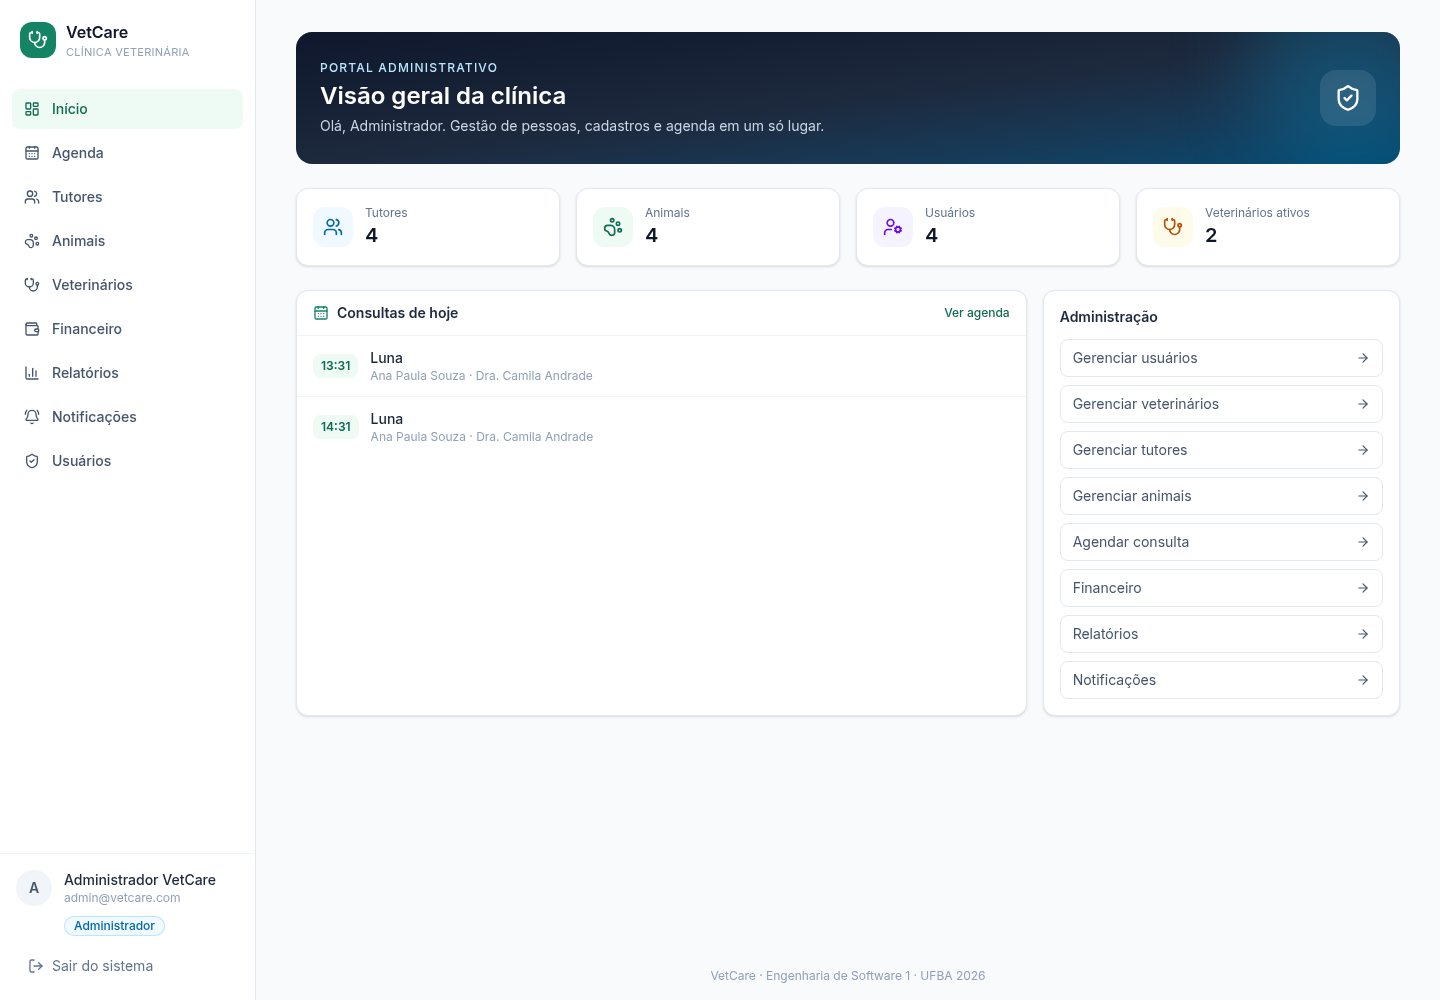 VetCare
CLÍNICA VETERINÁRIA
Início
Agenda
Tutores
Animais
Veterinários
Financeiro
Relatórios
Notificações
Usuários
A
Administrador VetCare
admin@vetcare.com
Administrador
Sair do sistema
PORTAL ADMINISTRATIVO
Visão geral da clínica
Olá, Administrador. Gestão de pessoas, cadastros e agenda em um só lugar.
Tutores
4
Animais
4
Usuários
4
Veterinários ativos
2
Consultas de hoje
Ver agenda
13:31
Luna
Ana Paula Souza · Dra. Camila Andrade
14:31
Luna
Ana Paula Souza · Dra. Camila Andrade
Administração
Gerenciar usuários
Gerenciar veterinários
Gerenciar tutores
Gerenciar animais
Agendar consulta
Financeiro
Relatórios
Notificações
VetCare · Engenharia de Software 1 · UFBA 2026